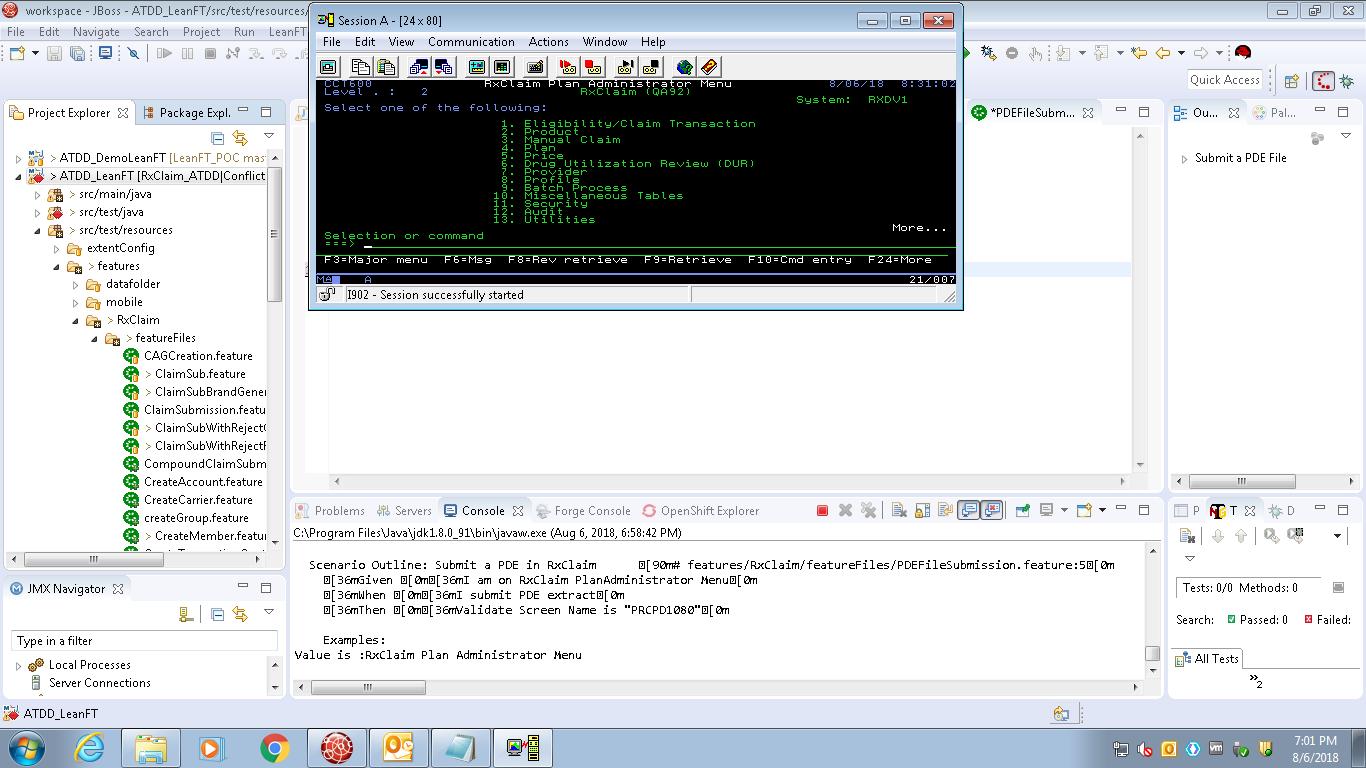 workspace - JBoss - ATDD_LeanFT/src/test/resources/
File Edit Navigate Search Project Run LeanFT
Session A - [24 x 80]
File Edit View Communication Actions Window Help
CCT600 RxClaim Plan Administrator Menu 8/06/18 8:31:02
Level . : 2 RxClaim (QA92)
System: RXDV1
Select one of the following:
1. Eligibility/Claim Transaction
2. Product
3. Manual Claim
4. Plan
5. Price
6. Drug Utilization Review (DUR)
7. Provider
8. Profile
9. Batch Process
10. Miscellaneous Tables
11. Security
12. Audit
13. Utilities
More...
Selection or command
===>
F3=Major menu F6=Msg F8=Rev retrieve F9=Retrieve F10=Cmd entry F24=More
MA A 21/007
I902 - Session successfully started
Quick Access
Project Explorer Package Expl.
> ATDD_DemoLeanFT [LeanFT_POC mas
> ATDD_LeanFT [RxClaim_ATDD|Conflict
> src/main/java
> src/test/java
> src/test/resources
extentConfig
> features
datafolder
mobile
> RxClaim
> featureFiles
CAGCreation.feature
> ClaimSub.feature
> ClaimSubBrandGener
ClaimSubmission.featu
> ClaimSubWithReject
> ClaimSubWithReject
CompoundClaimSubm
CreateAccount.feature
CreateCarrier.feature
createGroup.feature
> CreateMember.feature
*PDEFileSubm...
Ou... Pal...
Submit a PDE File
JMX Navigator
Type in a filter
Local Processes
Server Connections
Problems Servers Console Forge Console OpenShift Explorer
C:\Program Files\Java\jdk1.8.0_91\bin\javaw.exe (Aug 6, 2018, 6:58:42 PM)
Scenario Outline: Submit a PDE in RxClaim [90m# features/RxClaim/featureFiles/PDEFileSubmission.feature:5[0m
[36mGiven [0m[36mI am on RxClaim PlanAdministrator Menu[0m
[36mWhen [0m[36mI submit PDE extract[0m
[36mThen [0m[36mValidate Screen Name is "PRCPD1080"[0m
Examples:
Value is :RxClaim Plan Administrator Menu
P T D
Tests: 0/0 Methods: 0
Search: Passed: 0 Failed:
All Tests
»2
ATDD_LeanFT
7:01 PM
8/6/2018